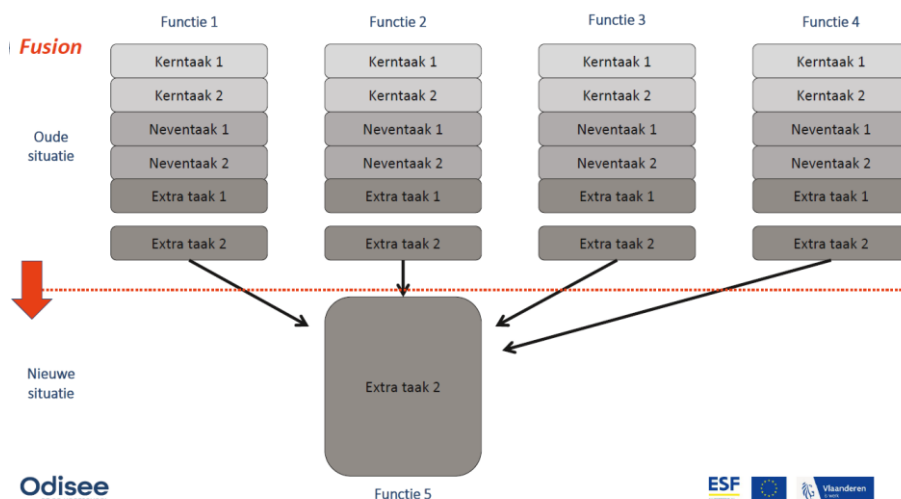 Functie 1 Functie 2 Functie 3 Functie 4
Fusion
Kerntaak 1 Kerntaak 1 Kerntaak 1 Kerntaak 1
Kerntaak 2 Kerntaak 2 Kerntaak 2 Kerntaak 2
Oude
situatie
Neventaak 1 Neventaak 1 Neventaak 1 Neventaak 1
Neventaak 2 Neventaak 2 Neventaak 2 Neventaak 2
Extra taak 1 Extra taak 1 Extra taak 1 Extra taak 1
Extra taak 2 Extra taak 2 Extra taak 2 Extra taak 2
Nieuwe
situatie
Extra taak 2
Functie 5
Odisee
ESF
Vlaanderen